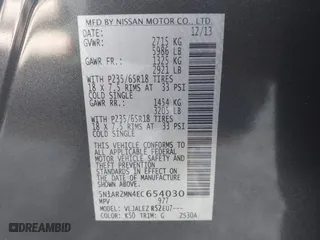 MFD BY NISSAN MOTOR CO., LTD.
DATE: 12/13
GVWR: 2715 KG
5986 LB
GAWR FR: 1325 KG
2921 LB
WITH P235/65R18 TIRES
18 X 7.5 RIMS AT 33 PSI
COLD SINGLE
GAWR RR: 1454 KG
3205 LB
WITH P235/65R18 TIRES
18 X 7.5 RIMS AT 33 PSI
COLD SINGLE
THIS VEHICLE CONFORMS TO ALL
APPLICABLE FEDERAL MOTOR
VEHICLE SAFETY AND THEFT
PREVENTION STANDARDS IN
EFFECT ON THE DATE OF
MANUFACTURE SHOWN ABOVE.
5N1AR2MN4EC654030
MPV 977
MODEL: R52EU7---
COLOR: K50 TRIM: G 2530A